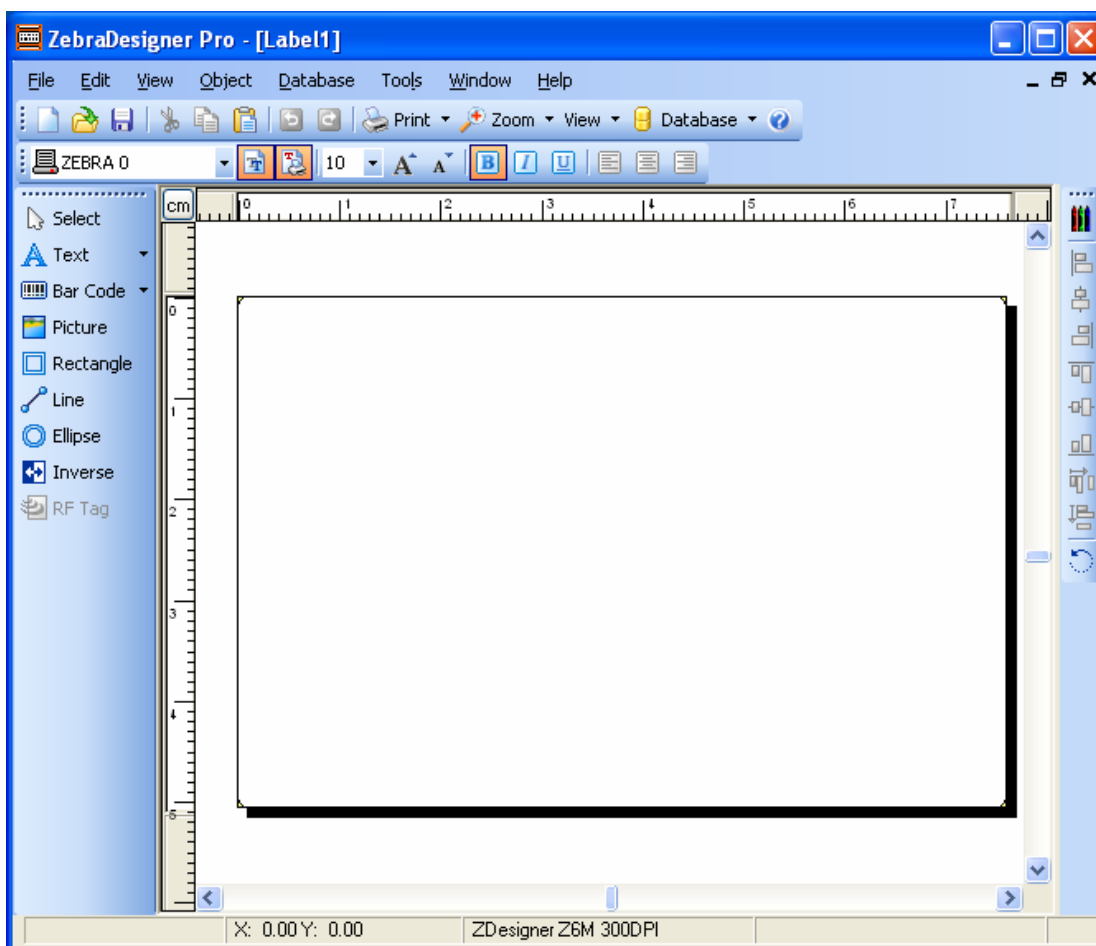 ZebraDesigner Pro - [Label1]
File Edit View Object Database Tools Window Help
Print Zoom View Database
ZEBRA 0 10 A A B I U
cm 0 1 2 3 4 5 6 7
Select
Text
Bar Code
Picture
Rectangle
Line
Ellipse
Inverse
RF Tag
0
1
2
3
4
5
X: 0.00 Y: 0.00 ZDesigner Z6M 300DPI